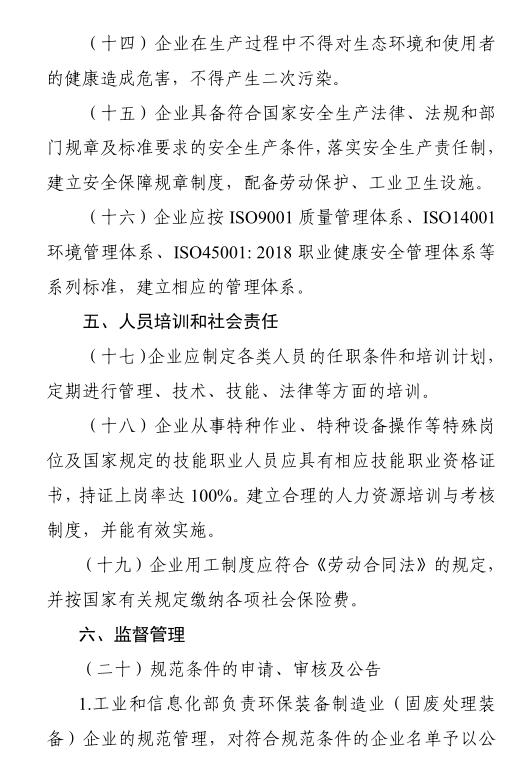 （十四）企业在生产过程中不得对生态环境和使用者
的健康造成危害，不得产生二次污染。
（十五）企业具备符合国家安全生产法律、法规和部
门规章及标准要求的安全生产条件，落实安全生产责任制，
建立安全保障规章制度，配备劳动保护、工业卫生设施。
（十六）企业应按 ISO9001 质量管理体系、ISO14001
环境管理体系、ISO45001: 2018 职业健康安全管理体系等
系列标准，建立相应的管理体系。
五、人员培训和社会责任
（十七）企业应制定各类人员的任职条件和培训计划，
定期进行管理、技术、技能、法律等方面的培训。
（十八）企业从事特种作业、特种设备操作等特殊岗
位及国家规定的技能职业人员应具有相应技能职业资格证
书，持证上岗率达 100%。建立合理的人力资源培训与考核
制度，并能有效实施。
（十九）企业用工制度应符合《劳动合同法》的规定，
并按国家有关规定缴纳各项社会保险费。
六、监督管理
（二十）规范条件的申请、审核及公告
1.工业和信息化部负责环保装备制造业（固废处理装
备）企业的规范管理，对符合规范条件的企业名单予以公